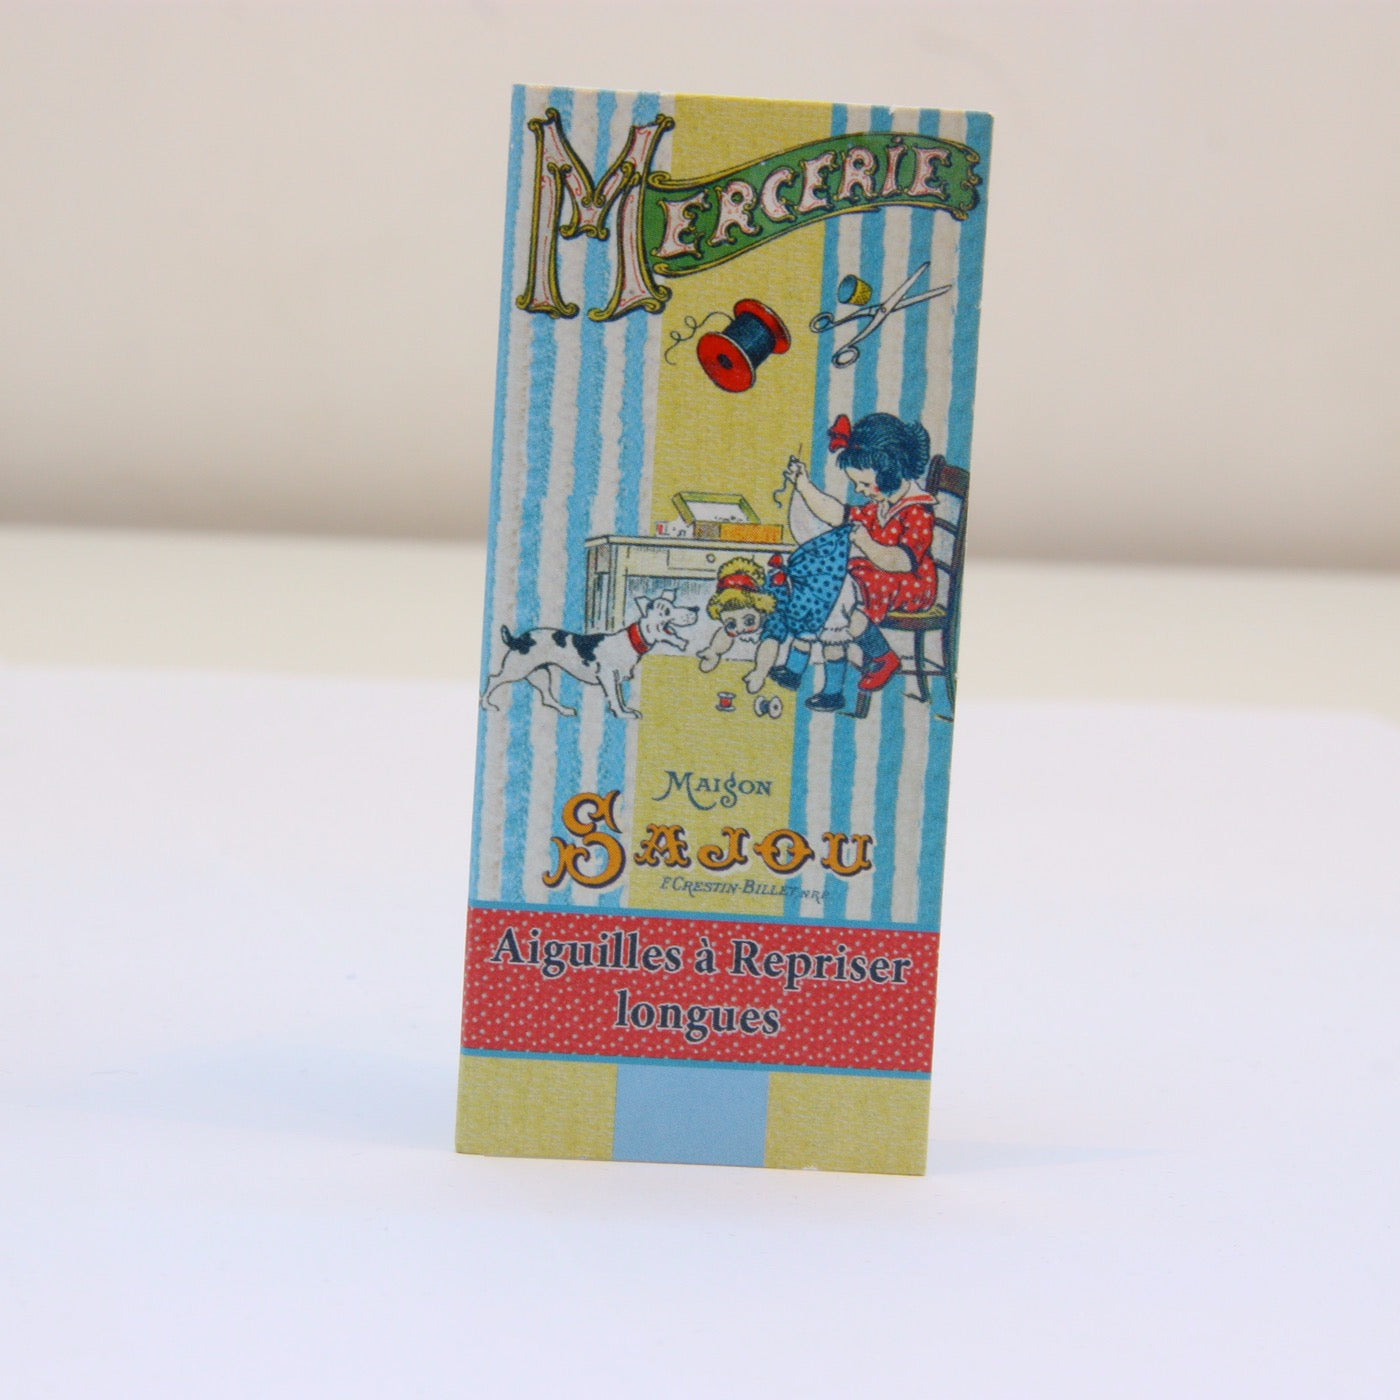 MERCERIE
MAISON
SAJOU
F. CRESTIN-BILLET N.R.P.
Aiguilles à Repriser
longues